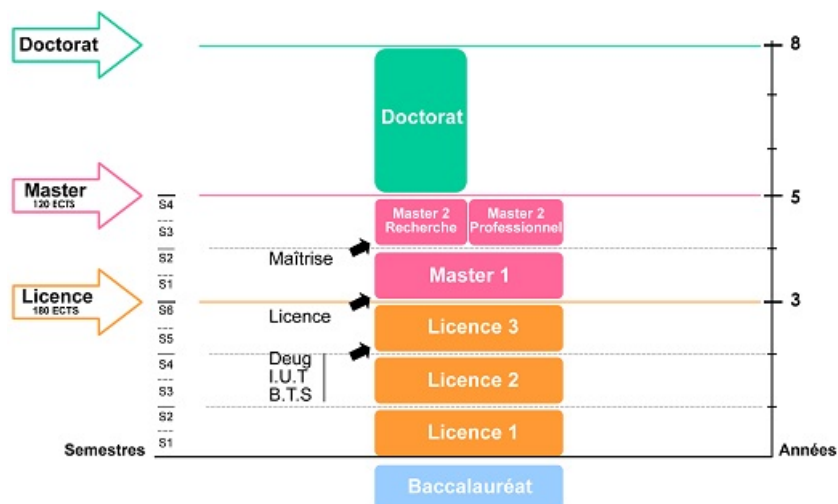 Doctorat
8
Doctorat
Master
120 ECTS
5
S4
Master 2
Recherche
Master 2
Professionnel
S3
S2
Maîtrise
Master 1
S1
Licence
180 ECTS
3
S6
Licence
Licence 3
S5
Deug
S4
I.U.T
Licence 2
S3
B.T.S
S2
Licence 1
S1
Semestres
Années
Baccalauréat